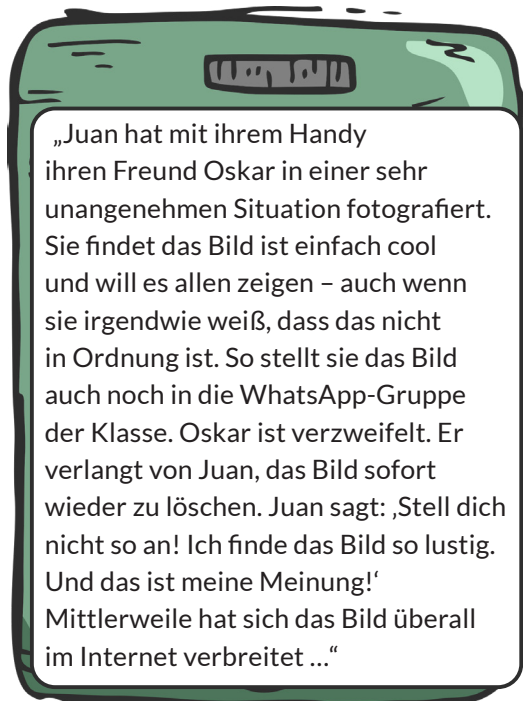 „Juan hat mit ihrem Handy
ihren Freund Oskar in einer sehr
unangenehmen Situation fotografiert.
Sie findet das Bild ist einfach cool
und will es allen zeigen – auch wenn
sie irgendwie weiß, dass das nicht
in Ordnung ist. So stellt sie das Bild
auch noch in die WhatsApp-Gruppe
der Klasse. Oskar ist verzweifelt. Er
verlangt von Juan, das Bild sofort
wieder zu löschen. Juan sagt: ‚Stell dich
nicht so an! Ich finde das Bild so lustig.
Und das ist meine Meinung!‘
Mittlerweile hat sich das Bild überall
im Internet verbreitet ...“